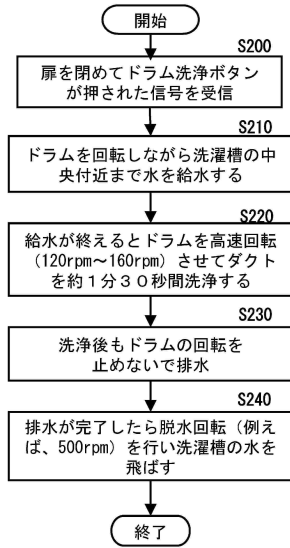 開始
S200
扉を閉めてドラム洗浄ボタン
が押された信号を受信
S210
ドラムを回転しながら洗濯槽の中
央付近まで水を給水する
S220
給水が終えるとドラムを高速回転
（120rpm～160rpm）させてダクト
を約１分３０秒間洗浄する
S230
洗浄後もドラムの回転を
止めないで排水
S240
排水が完了したら脱水回転（例え
ば、500rpm）を行い洗濯槽の水を
飛ばす
終了